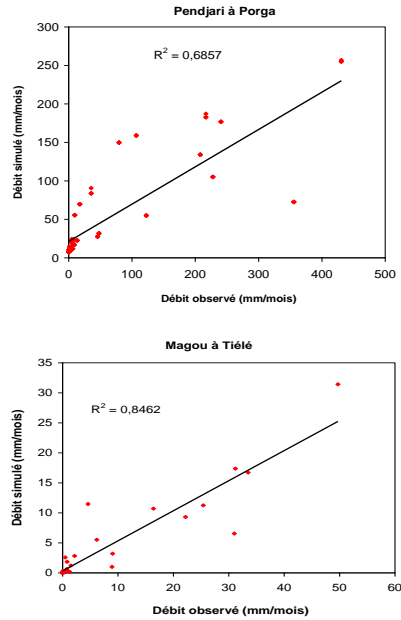 Pendjari à Porga
R² = 0,6857
Débit simulé (mm/mois)
300
250
200
150
100
50
0
0 100 200 300 400 500
Débit observé (mm/mois)
Magou à Tiélé
R² = 0,8462
Débit simulé (mm/mois)
35
30
25
20
15
10
5
0
0 10 20 30 40 50 60
Débit observé (mm/mois)